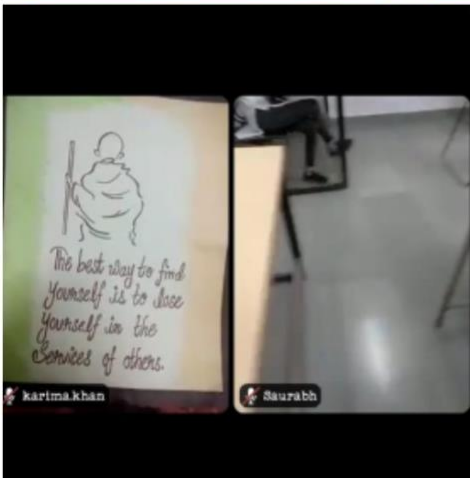 The best way to find
Yourself is to lose
Yourself in the
Services of others.
karima.khan
Saurabh